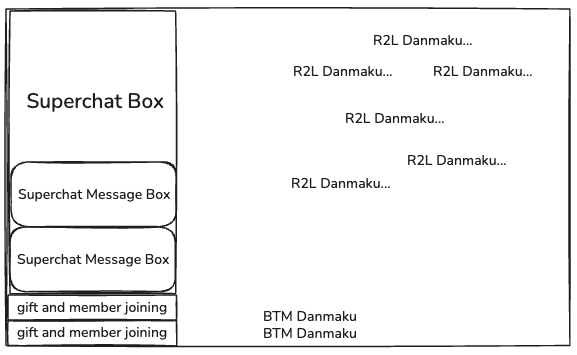 R2L Danmaku...
R2L Danmaku... R2L Danmaku...
Superchat Box
R2L Danmaku...
R2L Danmaku...
R2L Danmaku...
Superchat Message Box
Superchat Message Box
gift and member joining
BTM Danmaku
gift and member joining
BTM Danmaku